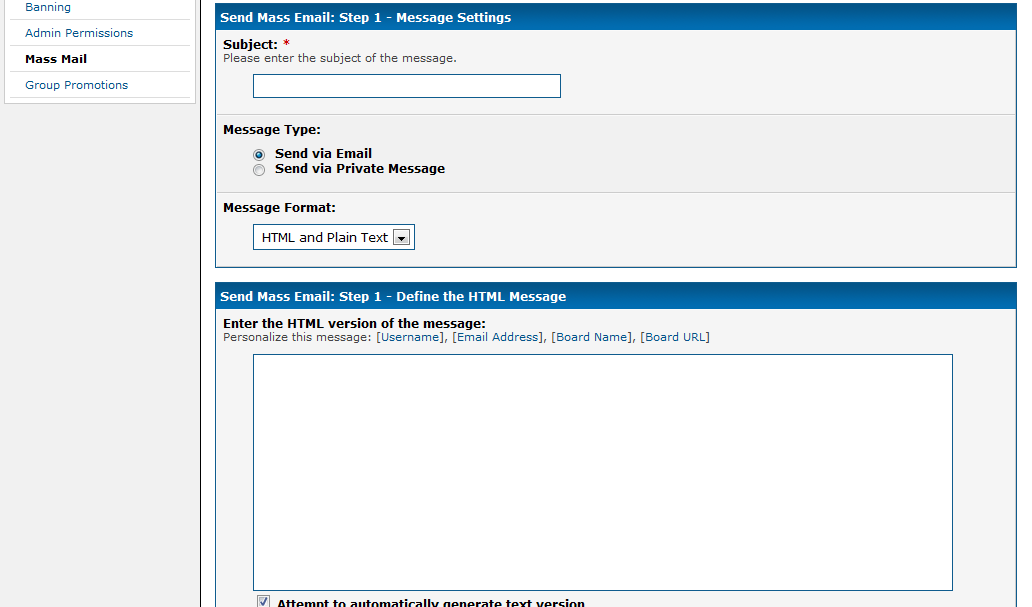 Banning
Admin Permissions
Mass Mail
Group Promotions
Send Mass Email: Step 1 - Message Settings
Subject: *
Please enter the subject of the message.
Message Type:
Send via Email
Send via Private Message
Message Format:
HTML and Plain Text
Send Mass Email: Step 1 - Define the HTML Message
Enter the HTML version of the message:
Personalize this message: [Username], [Email Address], [Board Name], [Board URL]
Attempt to automatically generate text version